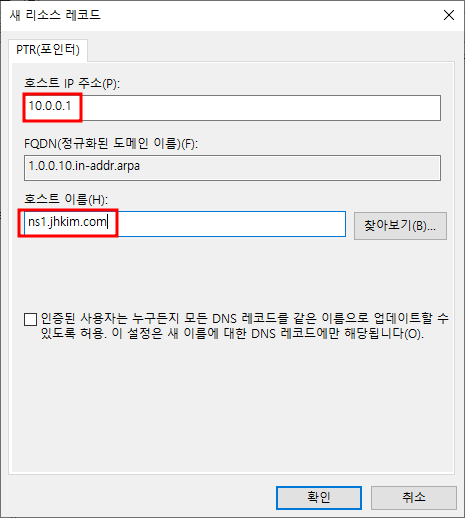 새 리소스 레코드
PTR(포인터)
호스트 IP 주소(P):
10.0.0.1
FQDN(정규화된 도메인 이름)(F):
1.0.0.10.in-addr.arpa
호스트 이름(H):
ns1.jhkim.com
찾아보기(B)...
인증된 사용자는 누구든지 모든 DNS 레코드를 같은 이름으로 업데이트할 수
있도록 허용. 이 설정은 새 이름에 대한 DNS 레코드에만 해당됩니다(O).
확인
취소